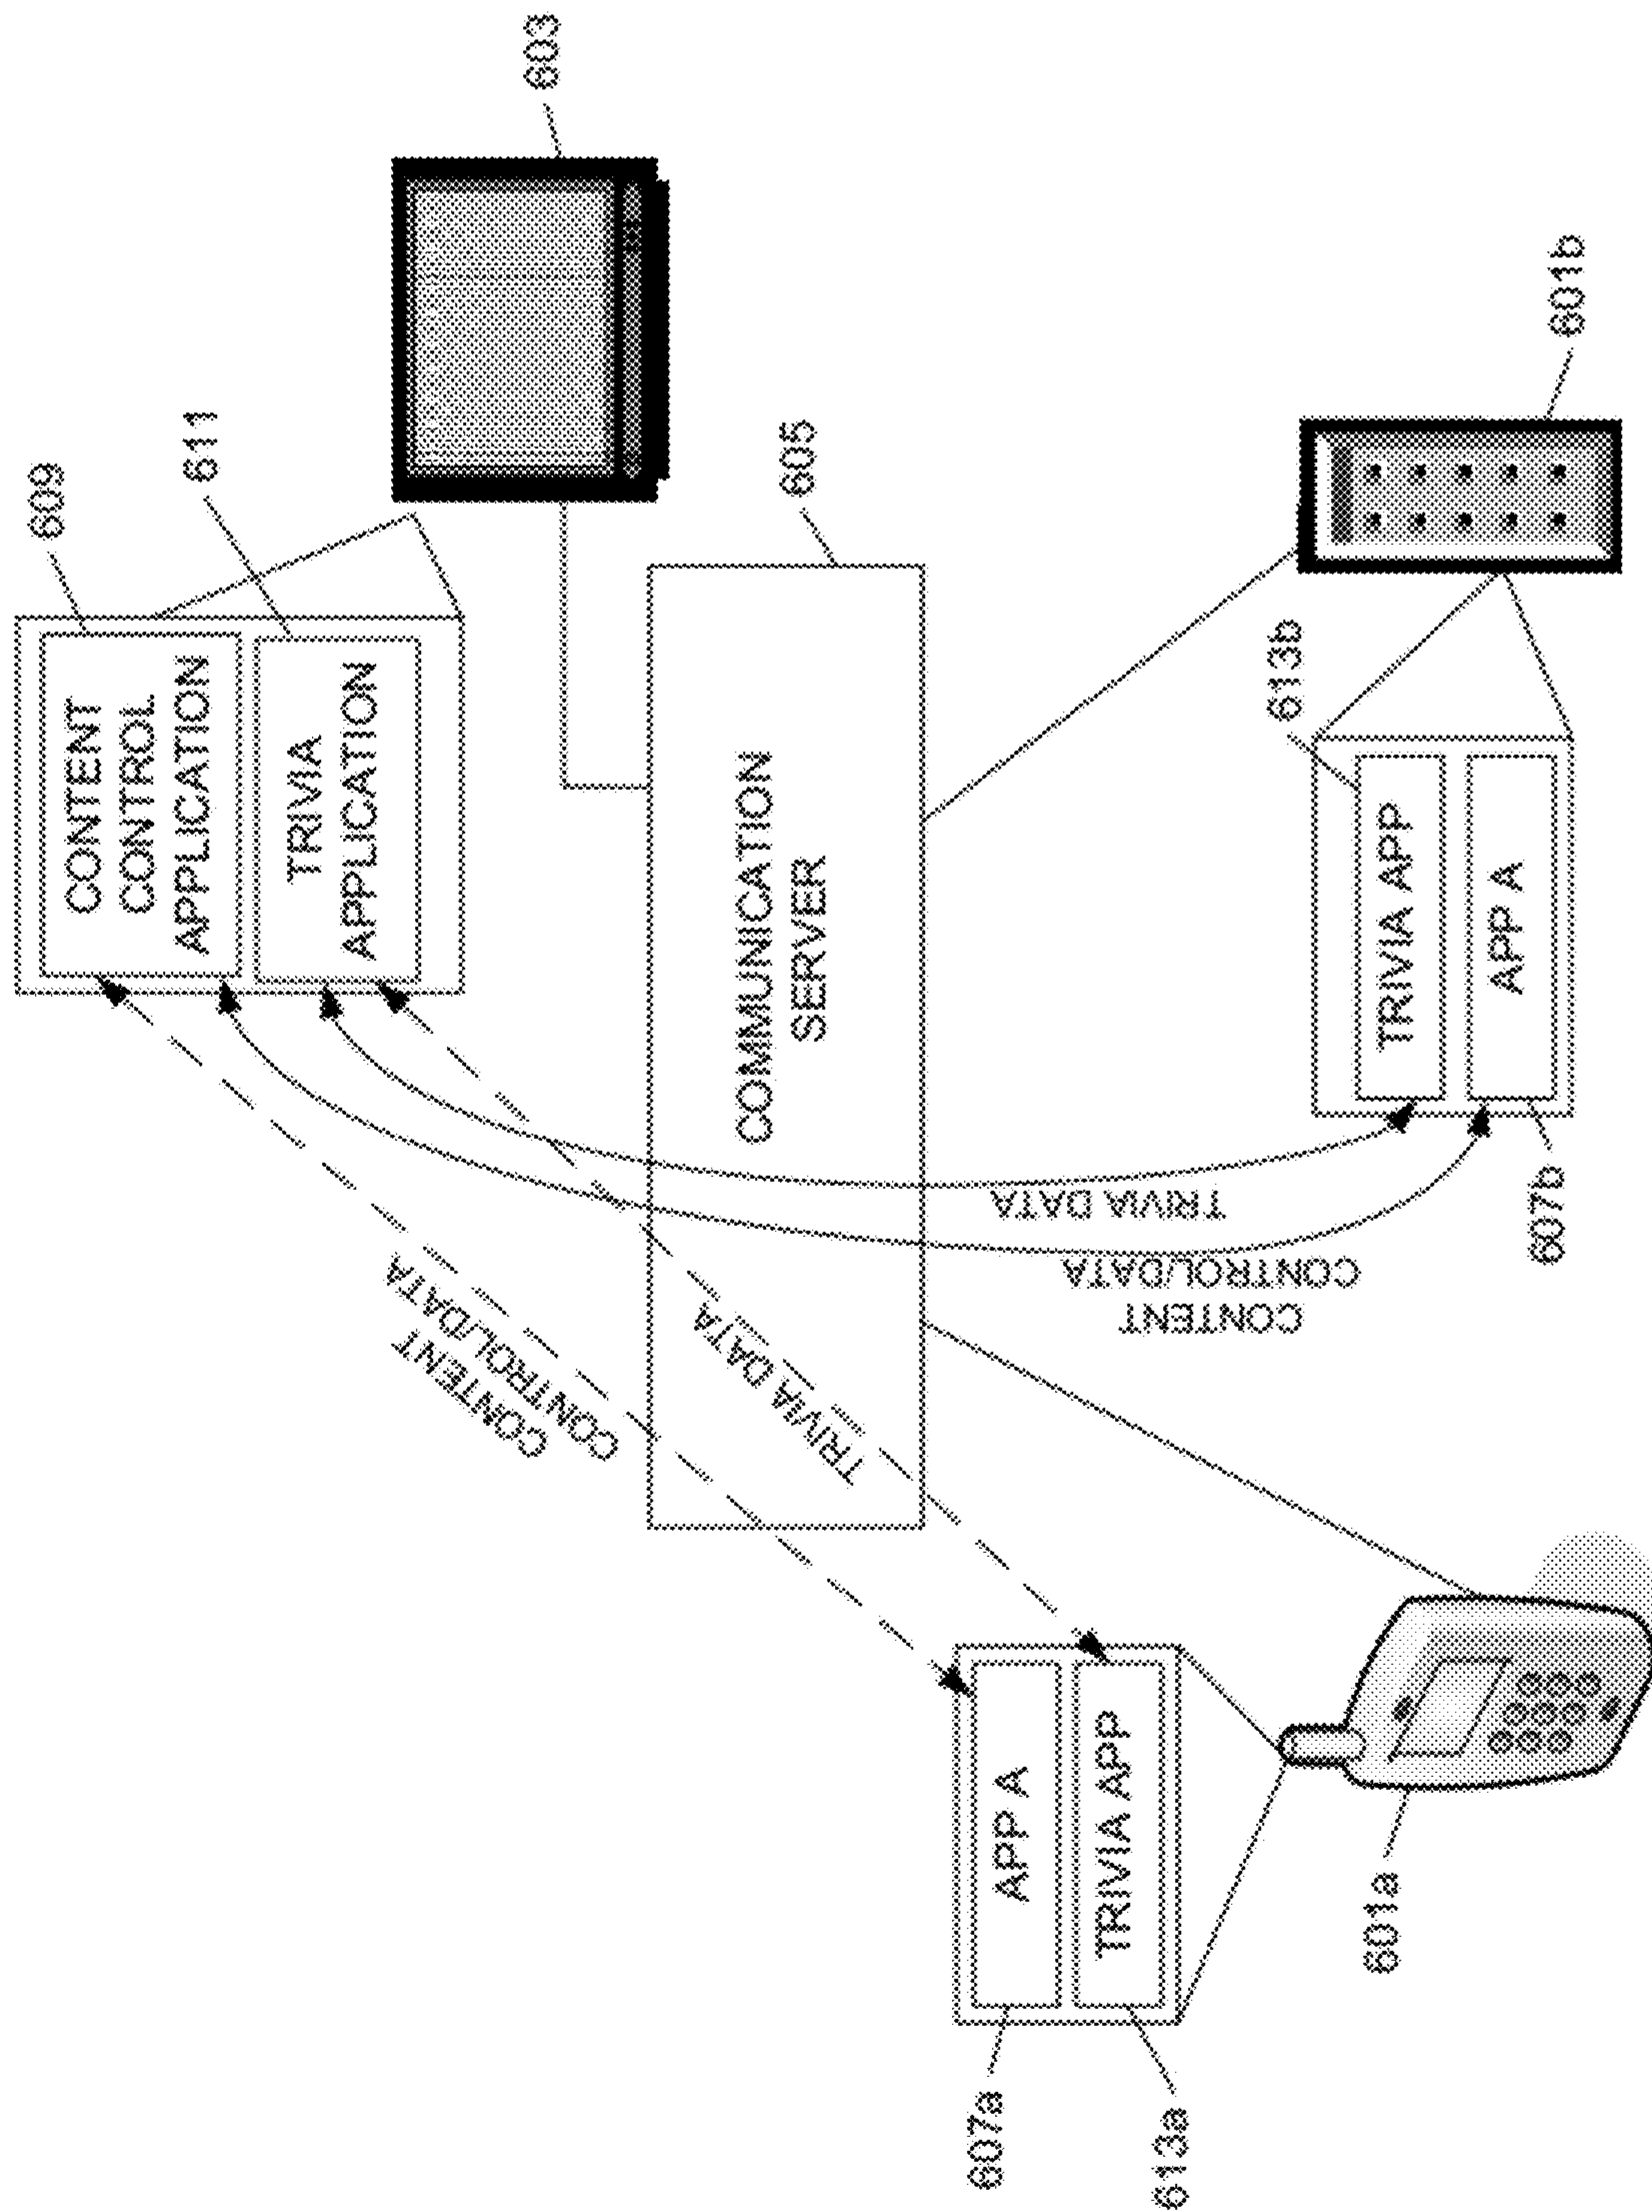 609
CONTENT
CONTROL
APPLICATION
611
TRIVIA
APPLICATION
603
CONTENT
CONTROL/DATA
TRIVIA DATA
COMMUNICATION
SERVER
605
TRIVIA DATA
CONTENT
CONTROL/DATA
607a
APP A
613a
TRIVIA APP
601a
613b
TRIVIA APP
APP A
607b
601b